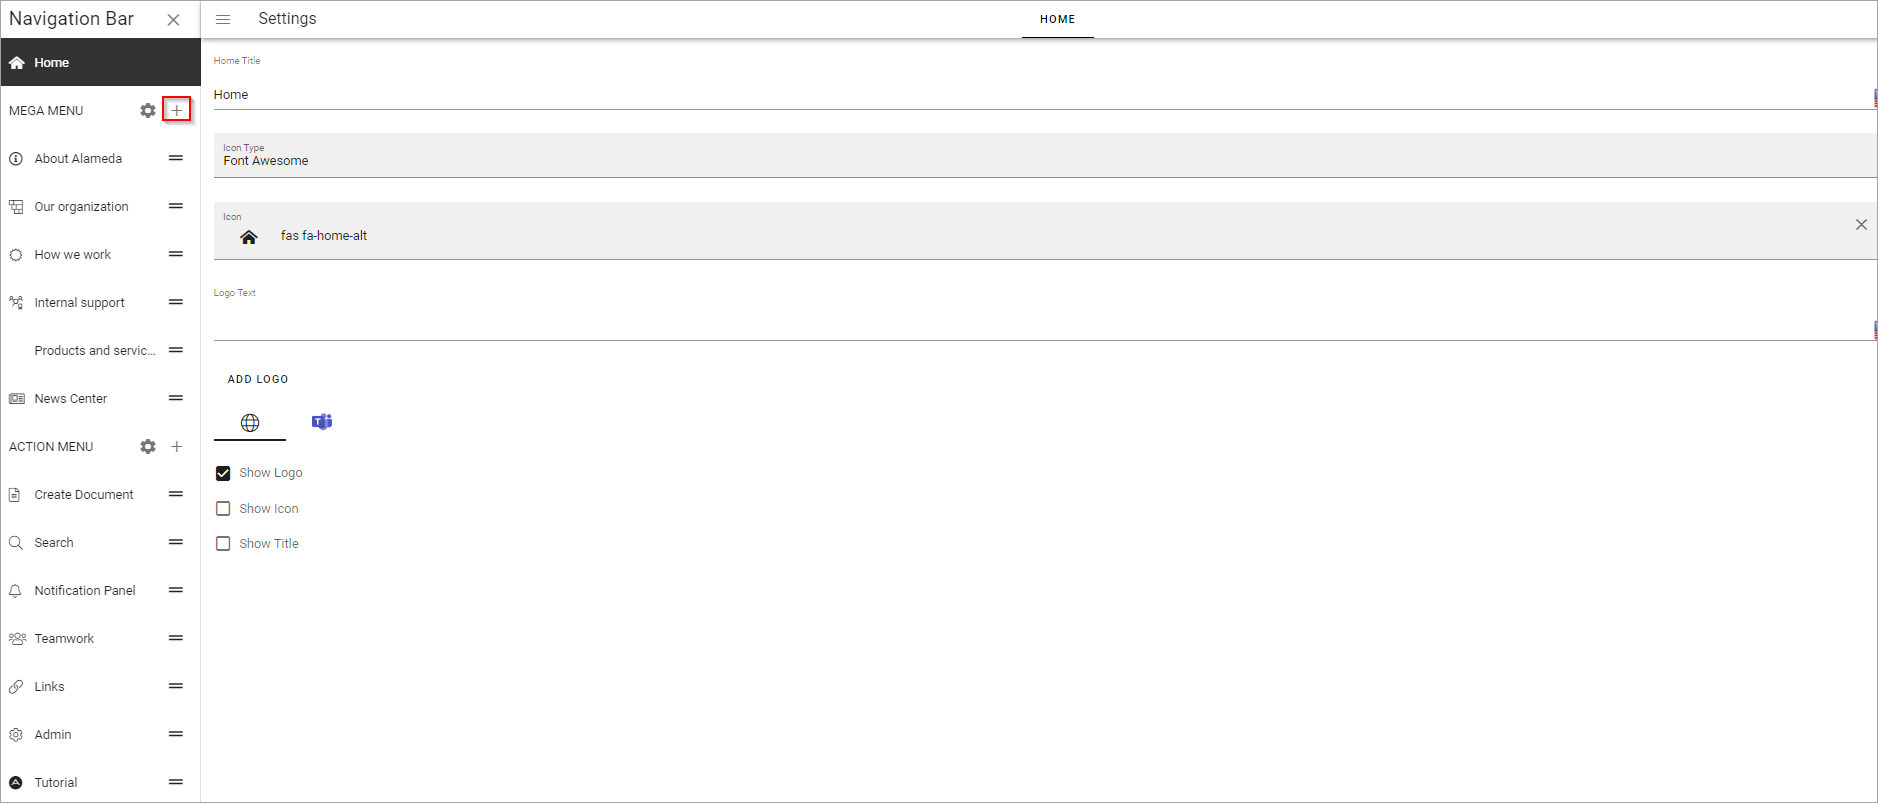 Navigation Bar
Settings
HOME
Home
MEGA MENU
About Alameda
Our organization
How we work
Internal support
Products and servic...
News Center
ACTION MENU
Create Document
Search
Notification Panel
Teamwork
Links
Admin
Tutorial
Home Title
Home
Icon Type
Font Awesome
Icon
fas fa-home-alt
Logo Text
ADD LOGO
Show Logo
Show Icon
Show Title